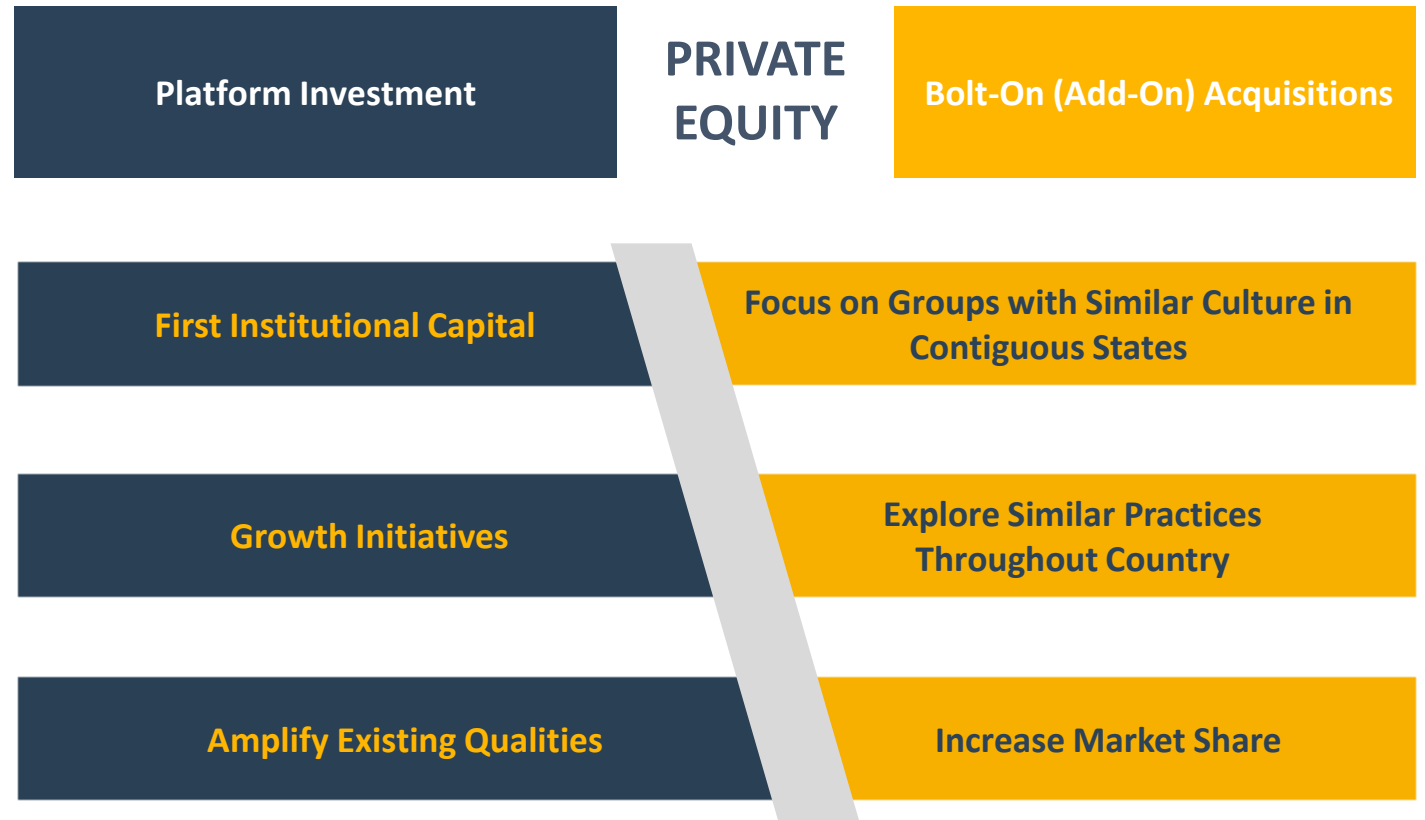 Platform Investment
PRIVATE
EQUITY
Bolt-On (Add-On) Acquisitions
First Institutional Capital
Focus on Groups with Similar Culture in
Contiguous States
Growth Initiatives
Explore Similar Practices
Throughout Country
Amplify Existing Qualities
Increase Market Share